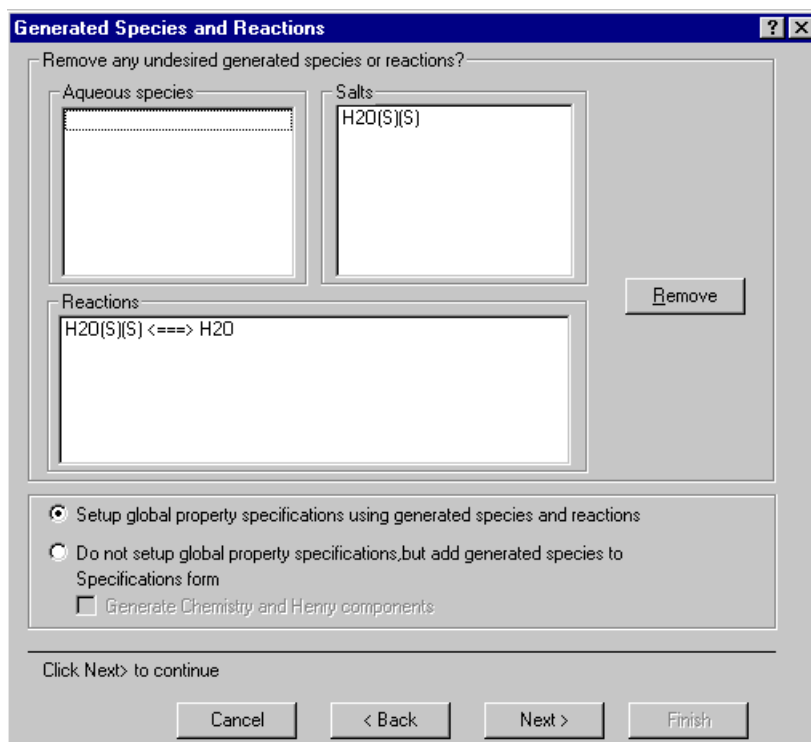 Generated Species and Reactions
Remove any undesired generated species or reactions?
Aqueous species
Salts
H2O(S)(S)
Remove
Reactions
H2O(S)(S) <===> H2O
Setup global property specifications using generated species and reactions
Do not setup global property specifications,but add generated species to
Specifications form
Generate Chemistry and Henry components
Click Next> to continue
Cancel
< Back
Next >
Finish